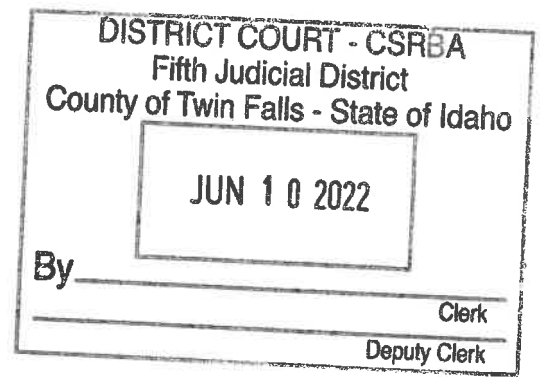 DISTRICT COURT - CSRBA
Fifth Judicial District
County of Twin Falls - State of Idaho
JUN 10 2022
By
Clerk
Deputy Clerk